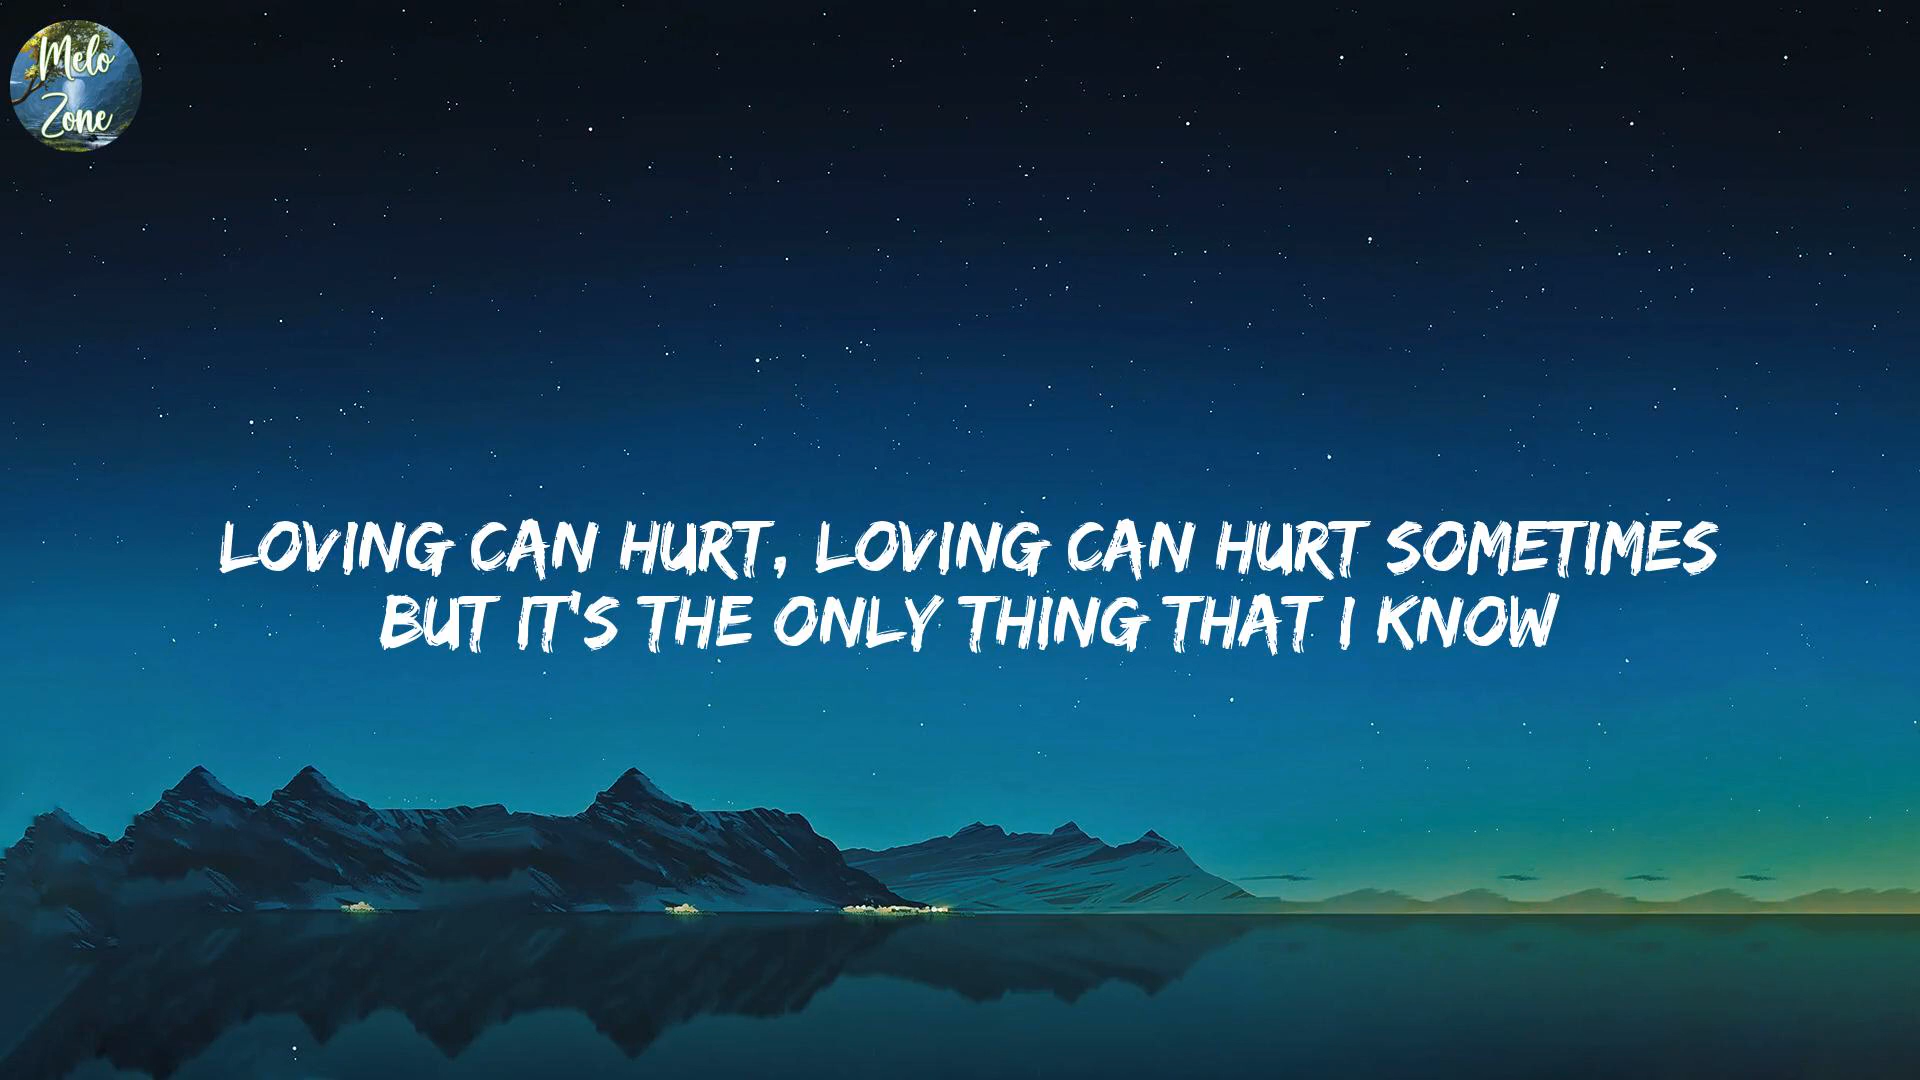 Melo
Zone
LOVING CAN HURT, LOVING CAN HURT SOMETIMES
BUT IT'S THE ONLY THING THAT I KNOW